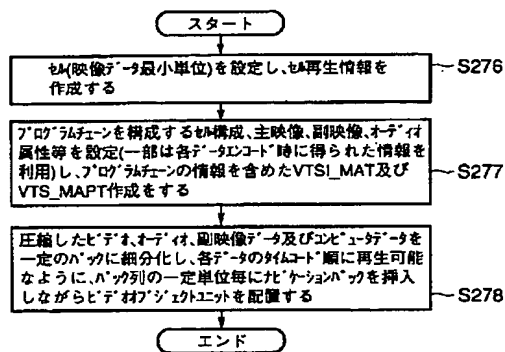 スタート
ｾﾙ(映像ﾃﾞｰﾀ最小単位)を設定し、ｾﾙ再生情報を
作成する
S276
ﾌﾟﾛｸﾞﾗﾑﾁｪｰﾝを構成するｾﾙ構成、主映像、副映像、ｵｰﾃﾞｨｵ
属性等を設定(一部は各ﾃﾞｰﾀｴﾝｺｰﾄﾞ時に得られた情報を
利用)し、ﾌﾟﾛｸﾞﾗﾑﾁｪｰﾝの情報を含めたVTSI_MAT及び
VTS_MAPT作成をする
S277
圧縮したﾋﾞﾃﾞｵ、ｵｰﾃﾞｨｵ、副映像ﾃﾞｰﾀ及びｺﾝﾋﾟｭｰﾀﾃﾞｰﾀを
一定のﾊﾟｯｸに細分化し、各ﾃﾞｰﾀのﾀｲﾑｺｰﾄﾞ順に再生可能
なように、ﾊﾟｯｸ列の一定単位毎にﾅﾋﾞｹﾞｰｼｮﾝﾊﾟｯｸを挿入
しながらﾋﾞﾃﾞｵｵﾌﾞｼﾞｪｸﾄﾕﾆｯﾄを配置する
S278
エンド